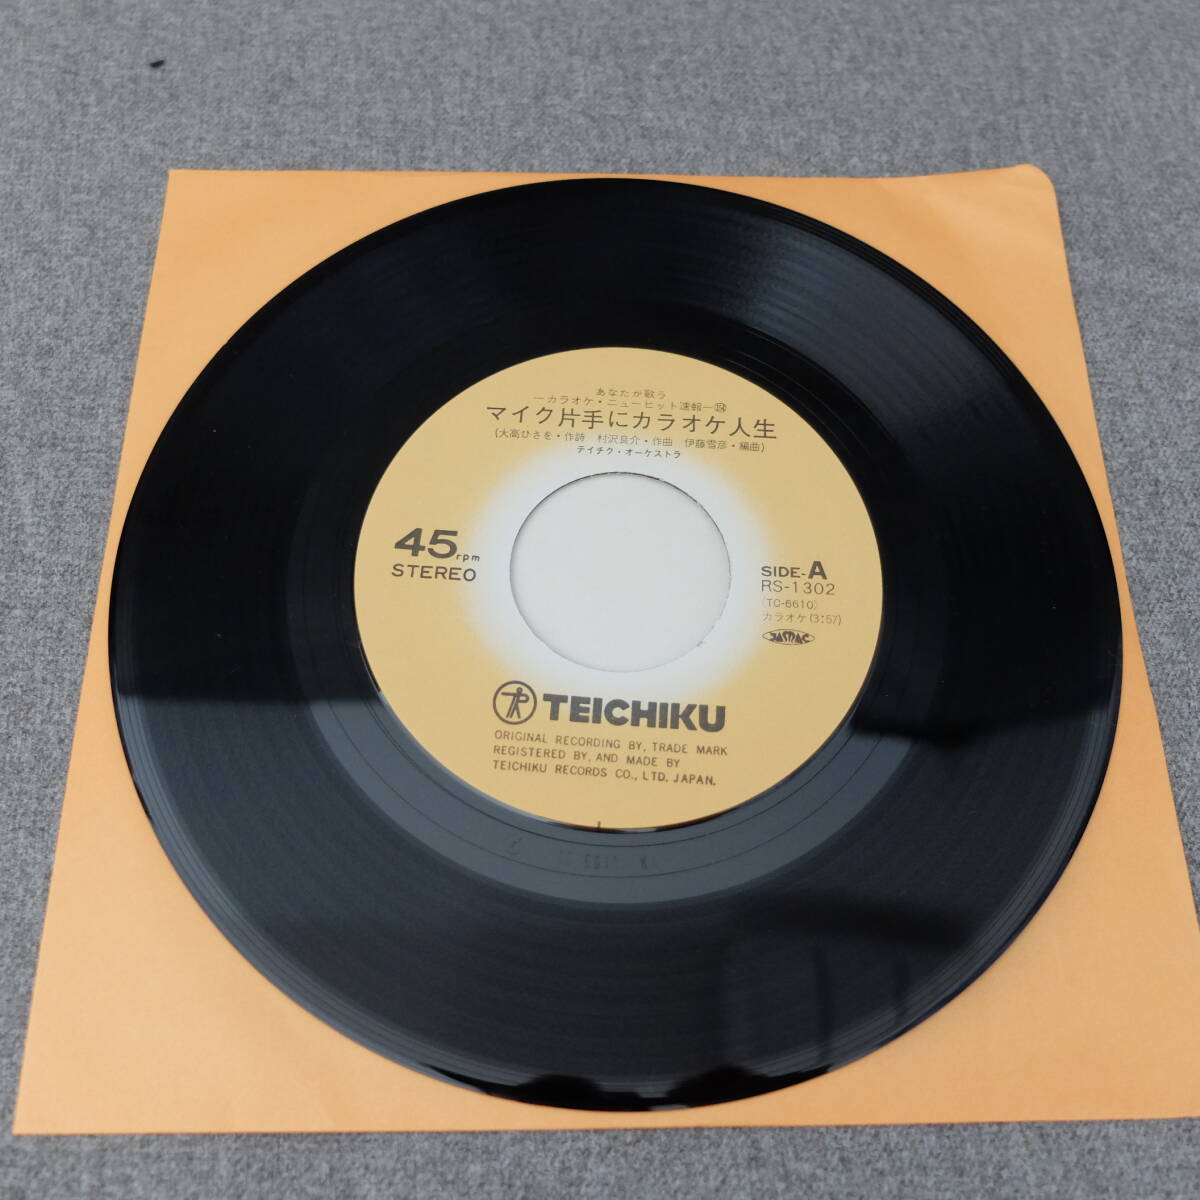 あなたが歌う
―カラオケ・ニューヒット速報―
マイク片手にカラオケ人生
(大高ひさを・作詩 村沢良介・作曲 伊藤雪彦・編曲)
テイチク・オーケストラ
45rpm
STEREO
SIDE-A
RS-1302
(TC-6610)
カラオケ(3:57)
JASRAC
TEICHIKU
ORIGINAL RECORDING BY, TRADE MARK
REGISTERED BY, AND MADE BY
TEICHIKU RECORDS CO., LTD. JAPAN.